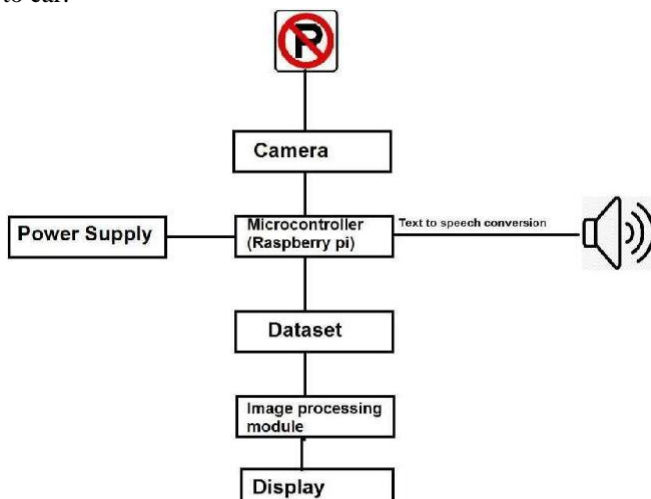 to car.
P
Camera
Power Supply
Microcontroller
(Raspberry pi)
Text to speech conversion
Dataset
Image processing
module
Display